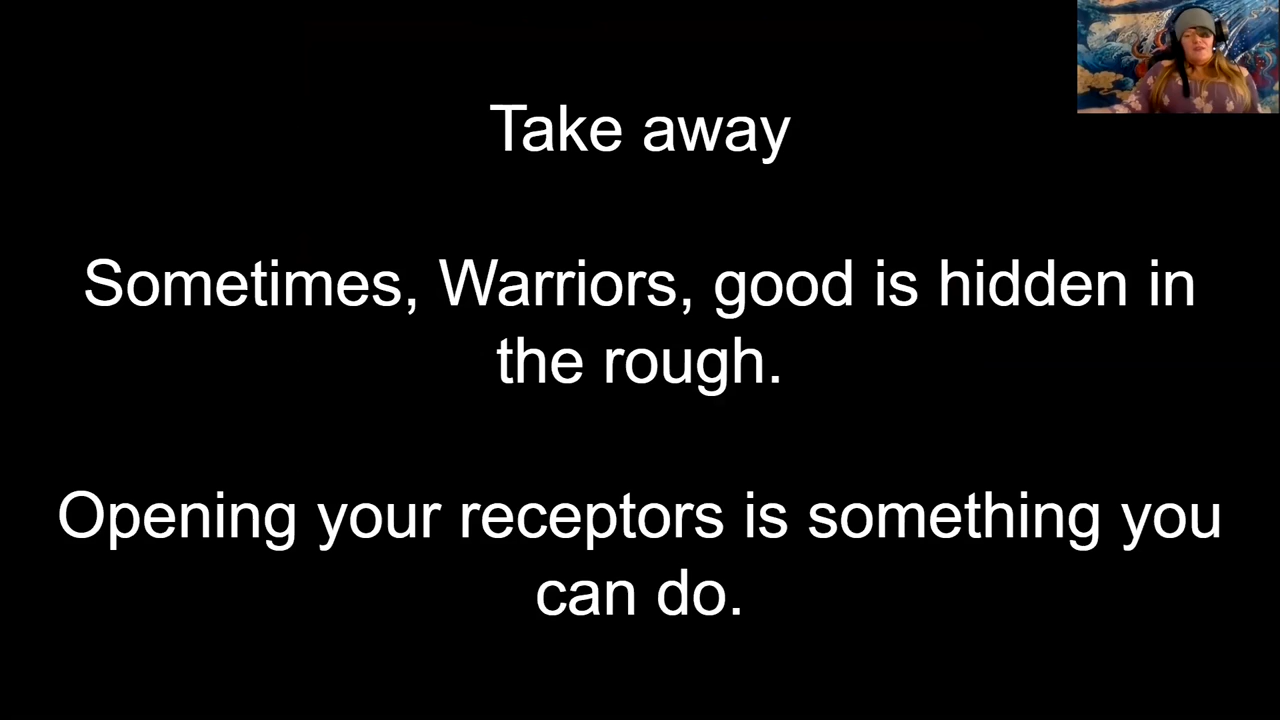 Take away
Sometimes, Warriors, good is hidden in
the rough.
Opening your receptors is something you
can do.